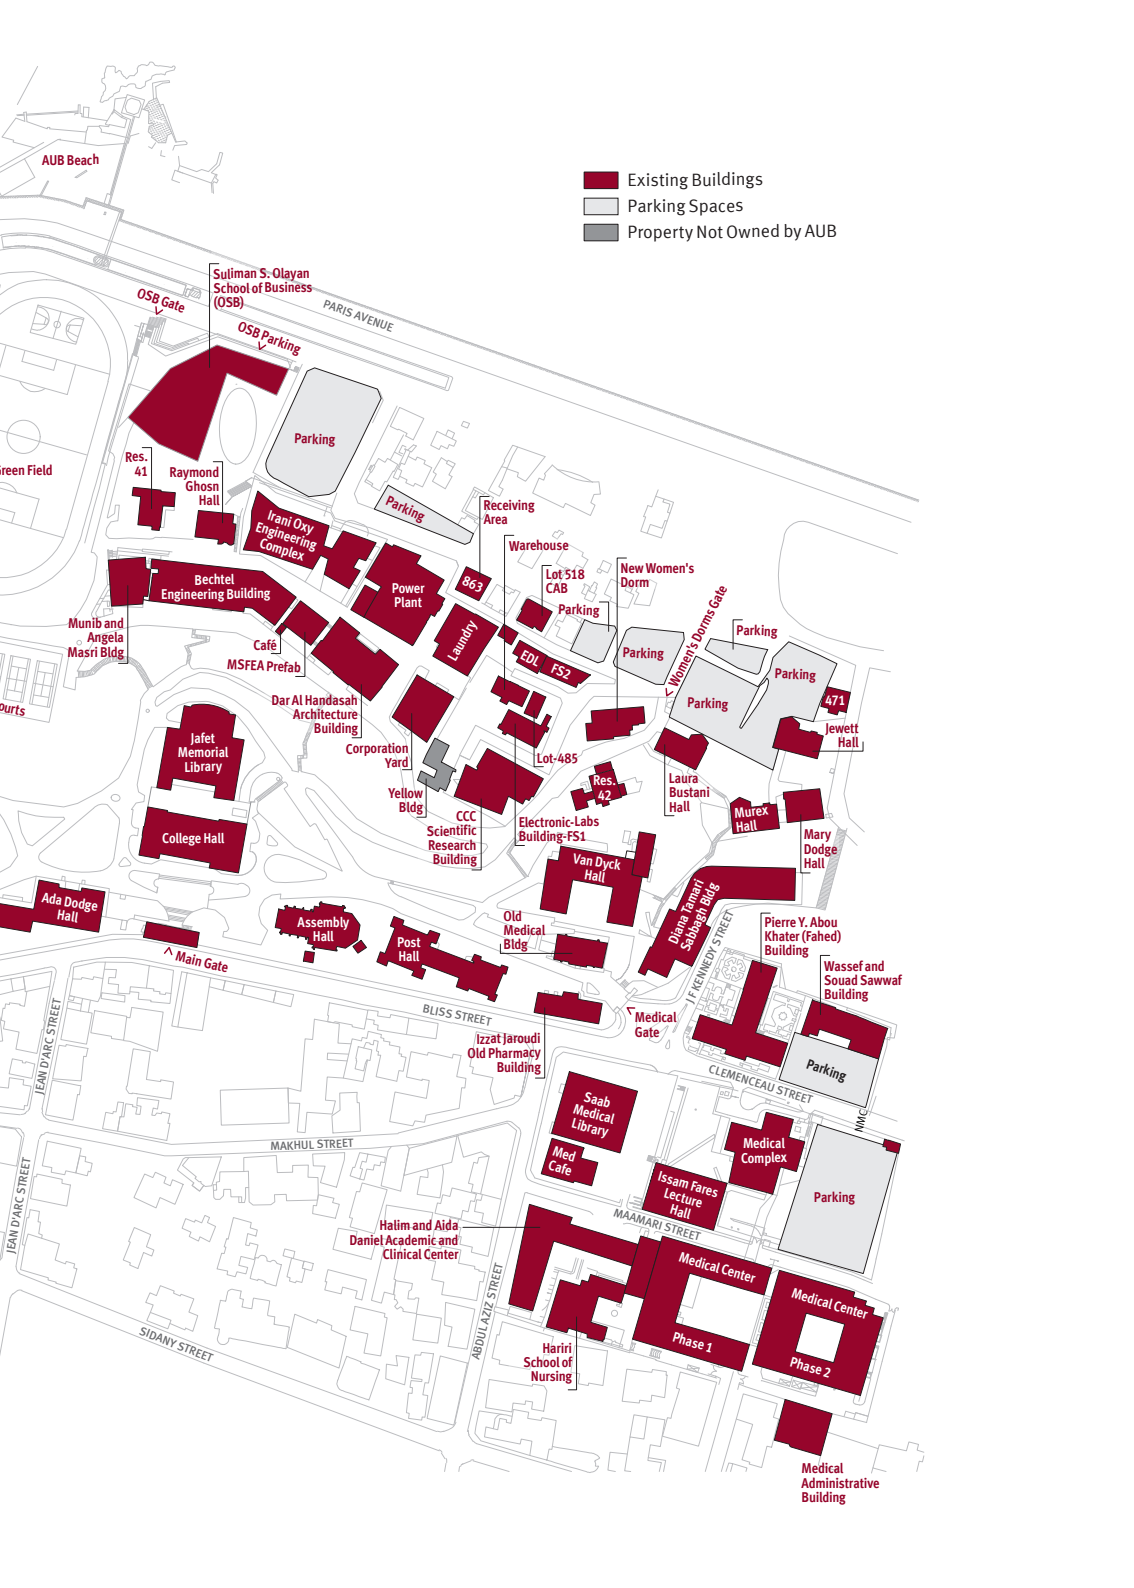 AUB Beach
Existing Buildings
Parking Spaces
Property Not Owned by AUB
Suliman S. Olayan
School of Business
(OSB)
OSB Gate
PARIS AVENUE
OSB Parking
Parking
Res.
41
Green Field
Raymond
Ghosn
Hall
Parking
Receiving
Area
Irani Oxy
Engineering
Complex
Warehouse
Bechtel
Engineering Building
Power
Plant
863
Lot 518
CAB
New Women's
Dorm
Parking
Women's Dorms Gate
Munib and
Angela
Masri Bldg
Café
MSFEA Prefab
Laundry
EDL
FS2
Parking
Parking
Parking
Parking
471
Jewett
Hall
Courts
Dar Al Handasah
Architecture
Building
Jafet
Memorial
Library
Corporation
Yard
Lot-485
Yellow
Bldg
Res.
42
Laura
Bustani
Hall
Murex
Hall
Mary
Dodge
Hall
College Hall
CCC
Scientific
Research
Building
Electronic-Labs
Building-FS1
Van Dyck
Hall
Ada Dodge
Hall
Assembly
Hall
Post
Hall
Old
Medical
Bldg
Diana Tamari
Sabbagh Bldg
J F KENNEDY STREET
Pierre Y. Abou
Khater (Fahed)
Building
Wassef and
Souad Sawwaf
Building
Main Gate
BLISS STREET
Medical
Gate
Izzat Jaroudi
Old Pharmacy
Building
JEAN D'ARC STREET
CLEMENCEAU STREET
Parking
NMC
Saab
Medical
Library
Med
Cafe
MAKHUL STREET
Medical
Complex
Issam Fares
Lecture
Hall
Parking
JEAN D'ARC STREET
MAAMARI STREET
Halim and Aida
Daniel Academic and
Clinical Center
ABDUL AZIZ STREET
Medical Center
Phase 1
Medical Center
Phase 2
Hariri
School of
Nursing
SIDANY STREET
Medical
Administrative
Building